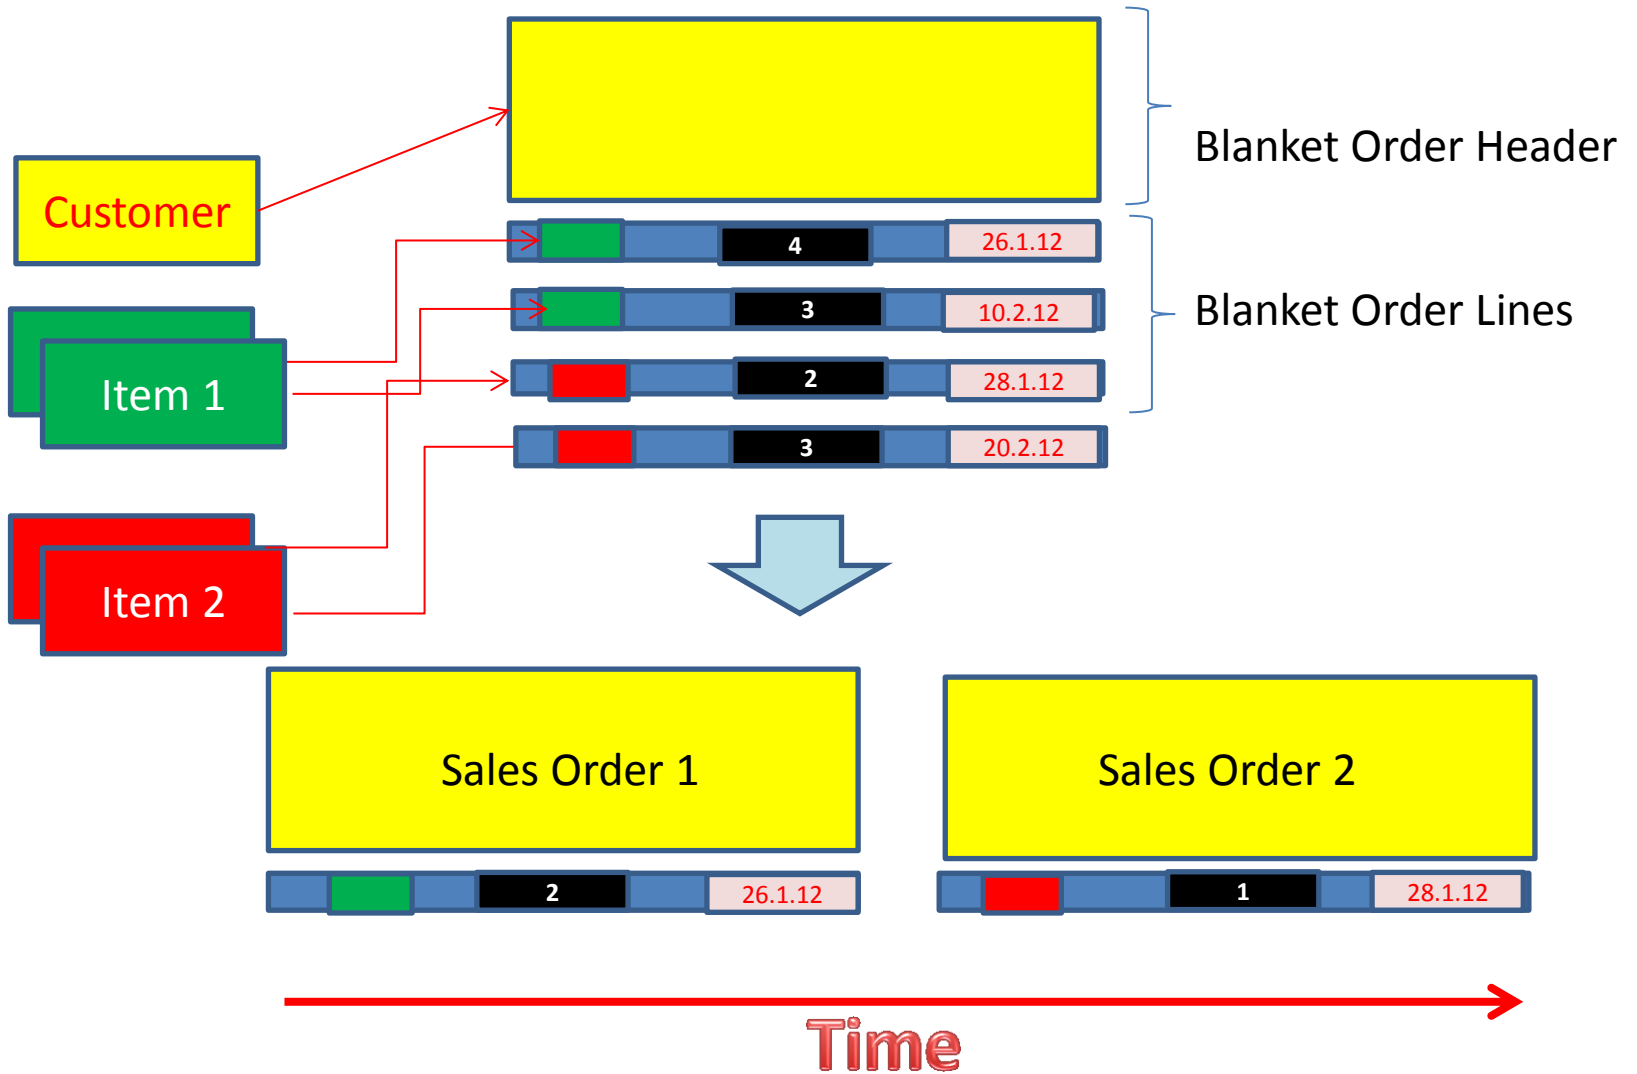 Blanket Order Header
Customer
4
26.1.12
3
10.2.12
Blanket Order Lines
2
28.1.12
Item 1
3
20.2.12
Item 2
Sales Order 1
Sales Order 2
2
26.1.12
1
28.1.12
Time